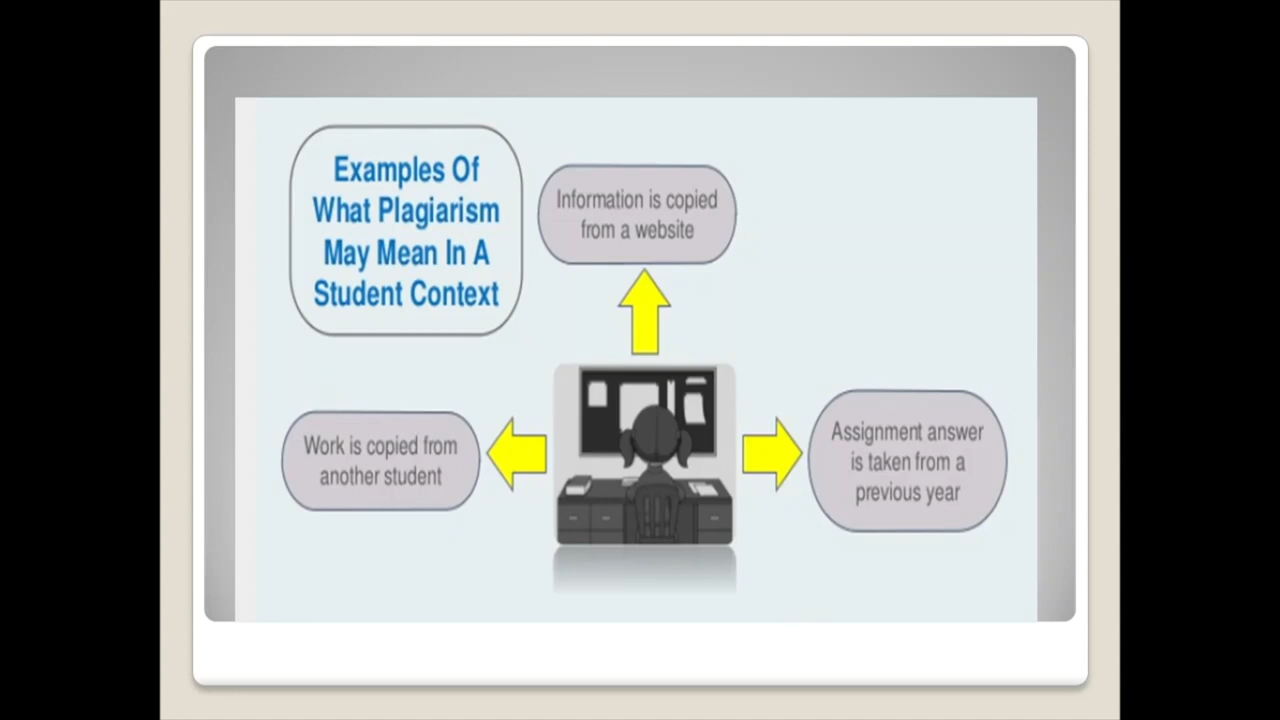 Examples Of
What Plagiarism
May Mean In A
Student Context
Information is copied
from a website
Work is copied from
another student
Assignment answer
is taken from a
previous year